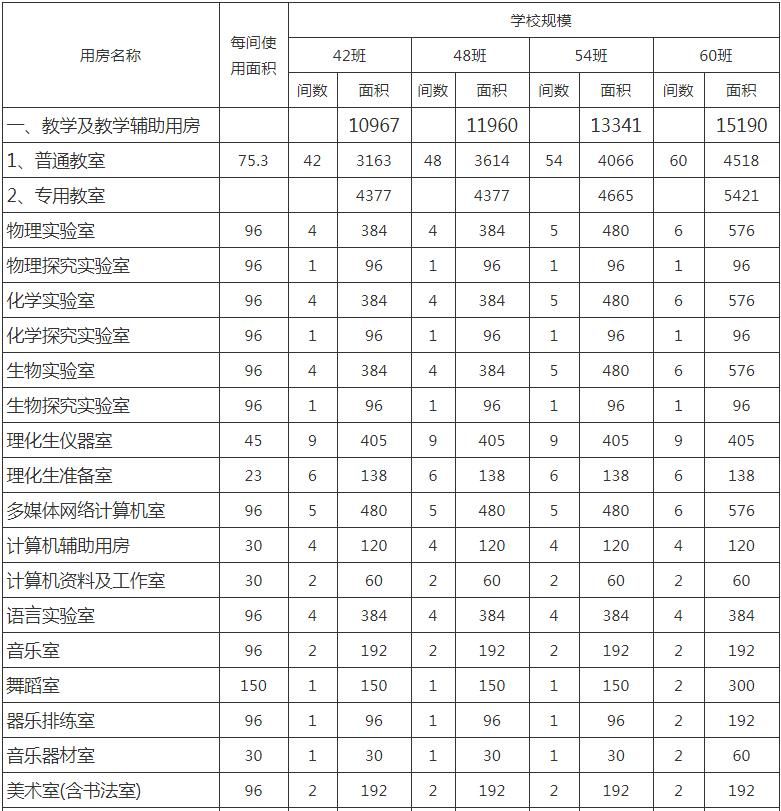 学校规模
用房名称 每间使用面积 42班 48班 54班 60班
间数 面积 间数 面积 间数 面积 间数 面积
一、教学及教学辅助用房 10967 11960 13341 15190
1、普通教室 75.3 42 3163 48 3614 54 4066 60 4518
2、专用教室 4377 4377 4665 5421
物理实验室 96 4 384 4 384 5 480 6 576
物理探究实验室 96 1 96 1 96 1 96 1 96
化学实验室 96 4 384 4 384 5 480 6 576
化学探究实验室 96 1 96 1 96 1 96 1 96
生物实验室 96 4 384 4 384 5 480 6 576
生物探究实验室 96 1 96 1 96 1 96 1 96
理化生仪器室 45 9 405 9 405 9 405 9 405
理化生准备室 23 6 138 6 138 6 138 6 138
多媒体网络计算机室 96 5 480 5 480 5 480 6 576
计算机辅助用房 30 4 120 4 120 4 120 4 120
计算机资料及工作室 30 2 60 2 60 2 60 2 60
语言实验室 96 4 384 4 384 4 384 4 384
音乐室 96 2 192 2 192 2 192 2 192
舞蹈室 150 1 150 1 150 1 150 2 300
器乐排练室 96 1 96 1 96 1 96 2 192
音乐器材室 30 1 30 1 30 1 30 2 60
美术室(含书法室) 96 2 192 2 192 2 192 2 192